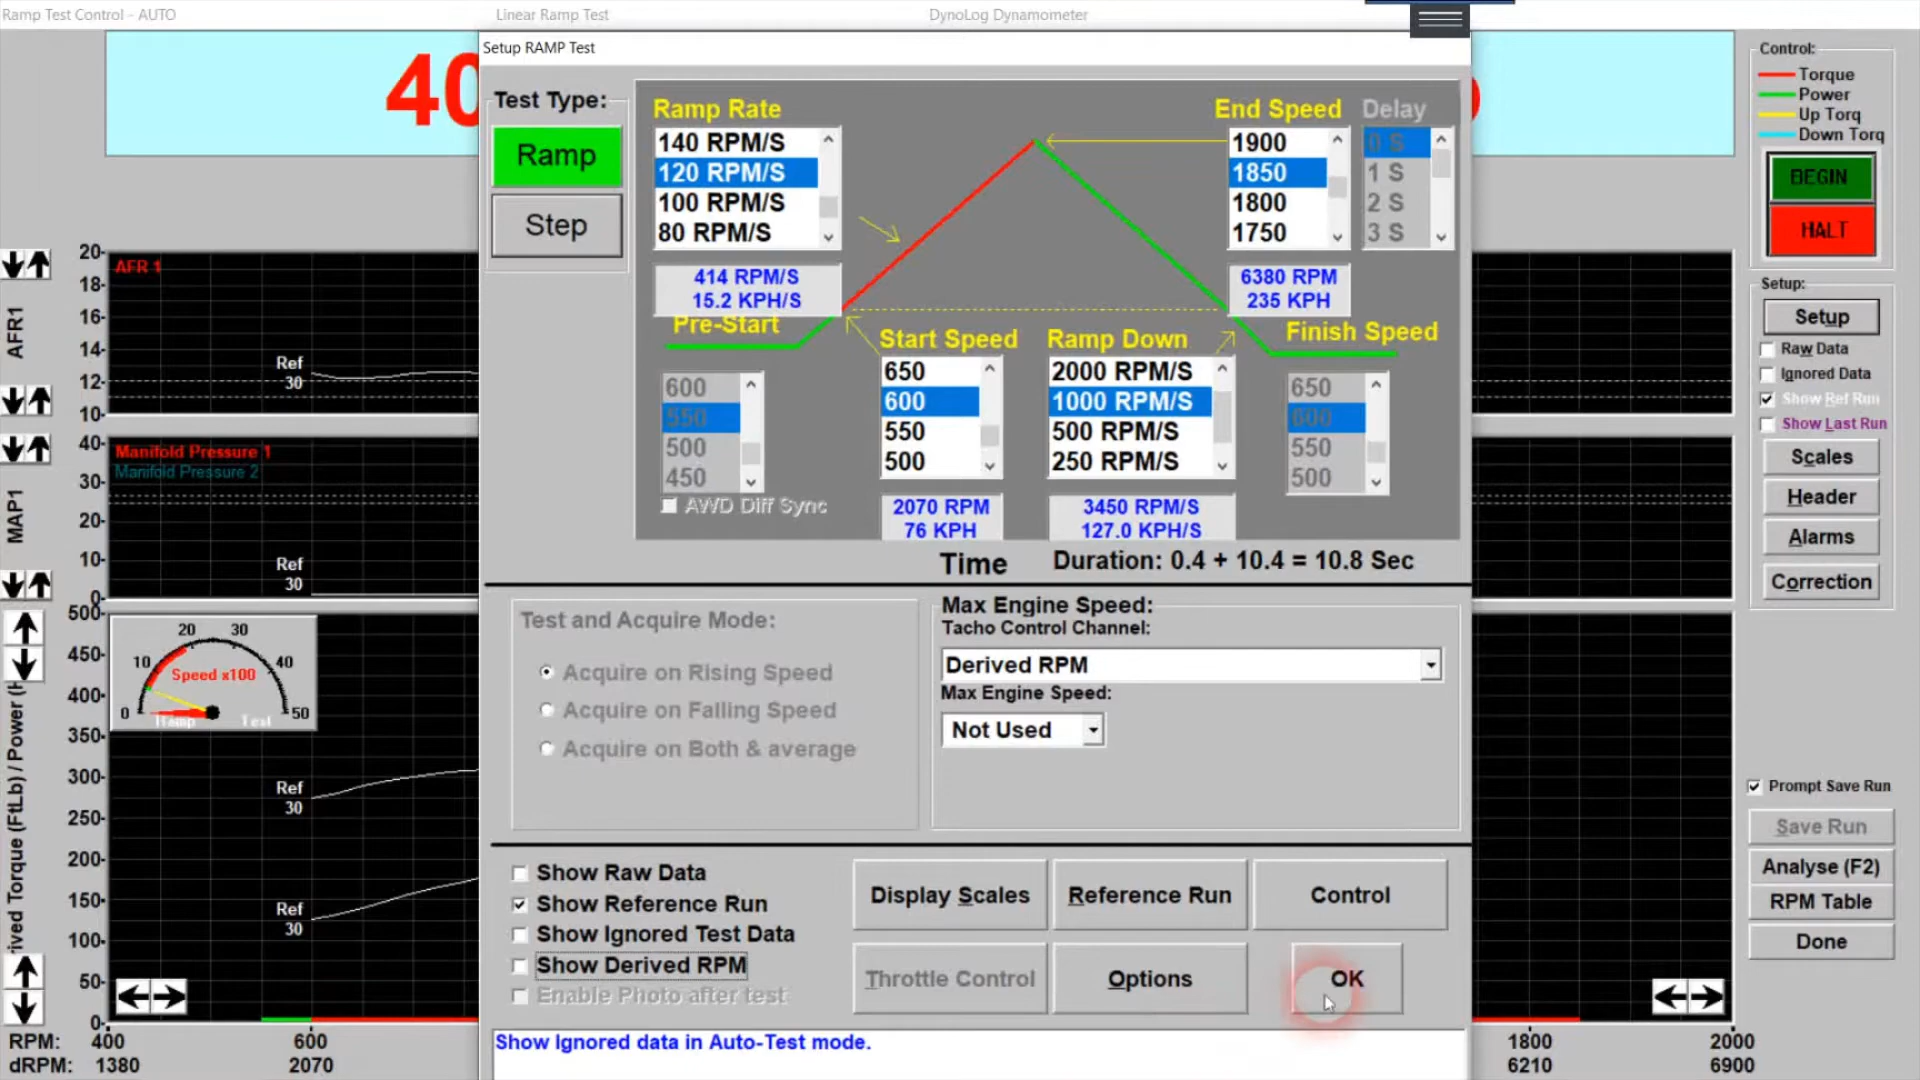 Ramp Test Control - AUTO
Linear Ramp Test
DynoLog Dynamometer
Setup RAMP Test
40
Test Type:
Ramp
Step
Ramp Rate
140 RPM/S
120 RPM/S
100 RPM/S
80 RPM/S
414 RPM/S
15.2 KPH/S
End Speed
1900
1850
1800
1750
6380 RPM
235 KPH
Delay
0 S
1 S
2 S
3 S
Pre-Start
600
550
500
450
AWD Diff Sync
Start Speed
650
600
550
500
2070 RPM
76 KPH
Ramp Down
2000 RPM/S
1000 RPM/S
500 RPM/S
250 RPM/S
3450 RPM/S
127.0 KPH/S
Finish Speed
650
600
550
500
Time
Duration: 0.4 + 10.4 = 10.8 Sec
Test and Acquire Mode:
Acquire on Rising Speed
Acquire on Falling Speed
Acquire on Both & average
Max Engine Speed:
Tacho Control Channel:
Derived RPM
Max Engine Speed:
Not Used
Show Raw Data
Show Reference Run
Show Ignored Test Data
Show Derived RPM
Enable Photo after test
Display Scales
Reference Run
Control
Throttle Control
Options
OK
Show Ignored data in Auto-Test mode.
AFR1
20
18
16
14
12
10
AFR 1
Ref
30
MAP1
40
30
20
10
0
Manifold Pressure 1
Manifold Pressure 2
Ref
30
rived Torque (FtLb) / Power (H
500
450
400
350
300
250
200
150
100
50
0
0
10
20
30
40
50
Speed x100
Ramp Test
Ref
30
Ref
30
RPM: 400 600 1800 2000
dRPM: 1380 2070 6210 6900
Control:
Torque
Power
Up Torq
Down Torq
BEGIN
HALT
Setup:
Setup
Raw Data
Ignored Data
Show Ref Run
Show Last Run
Scales
Header
Alarms
Correction
Prompt Save Run
Save Run
Analyse (F2)
RPM Table
Done